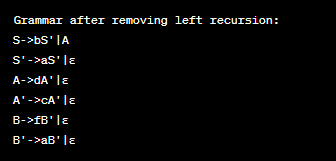 Grammar after removing left recursion:
S->bS'|A
S'->aS'|ε
A->dA'|ε
A'->cA'|ε
B->fB'|ε
B'->aB'|ε